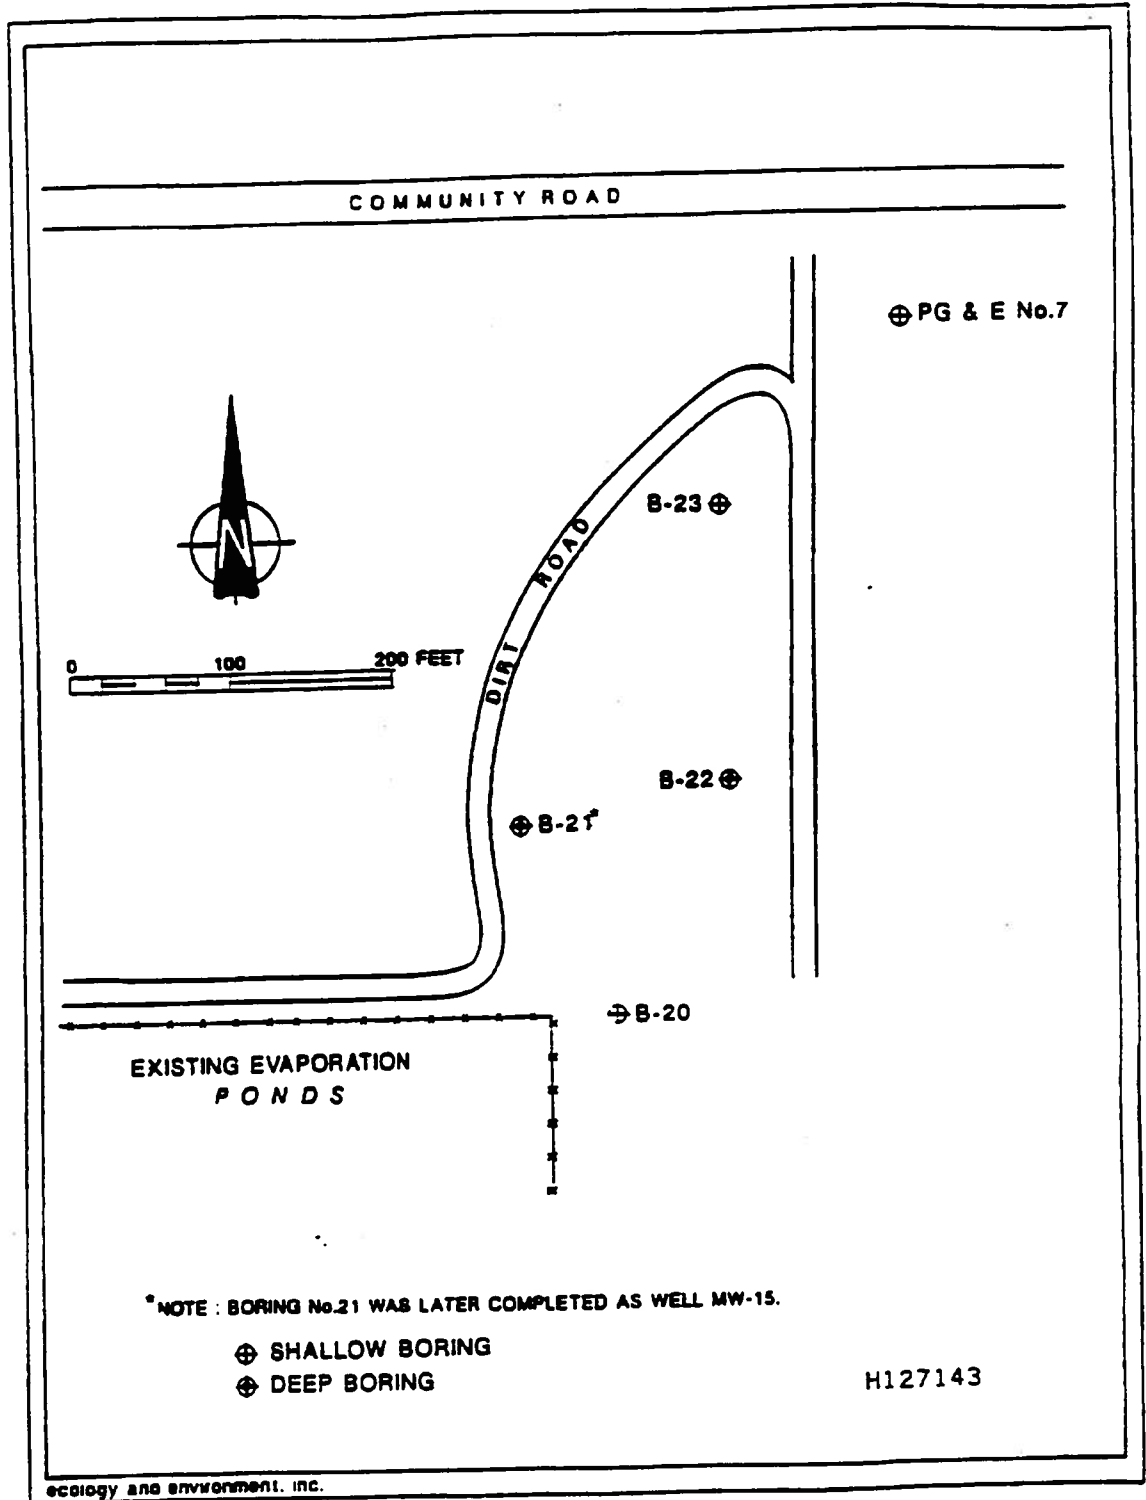 COMMUNITY ROAD
PG & E No.7
B-23
DIRT ROAD
N
0 100 200 FEET
B-22
B-21*
B-20
EXISTING EVAPORATION
PONDS
*NOTE : BORING No.21 WAS LATER COMPLETED AS WELL MW-15.
SHALLOW BORING
DEEP BORING
H127143
ecology and environment, inc.